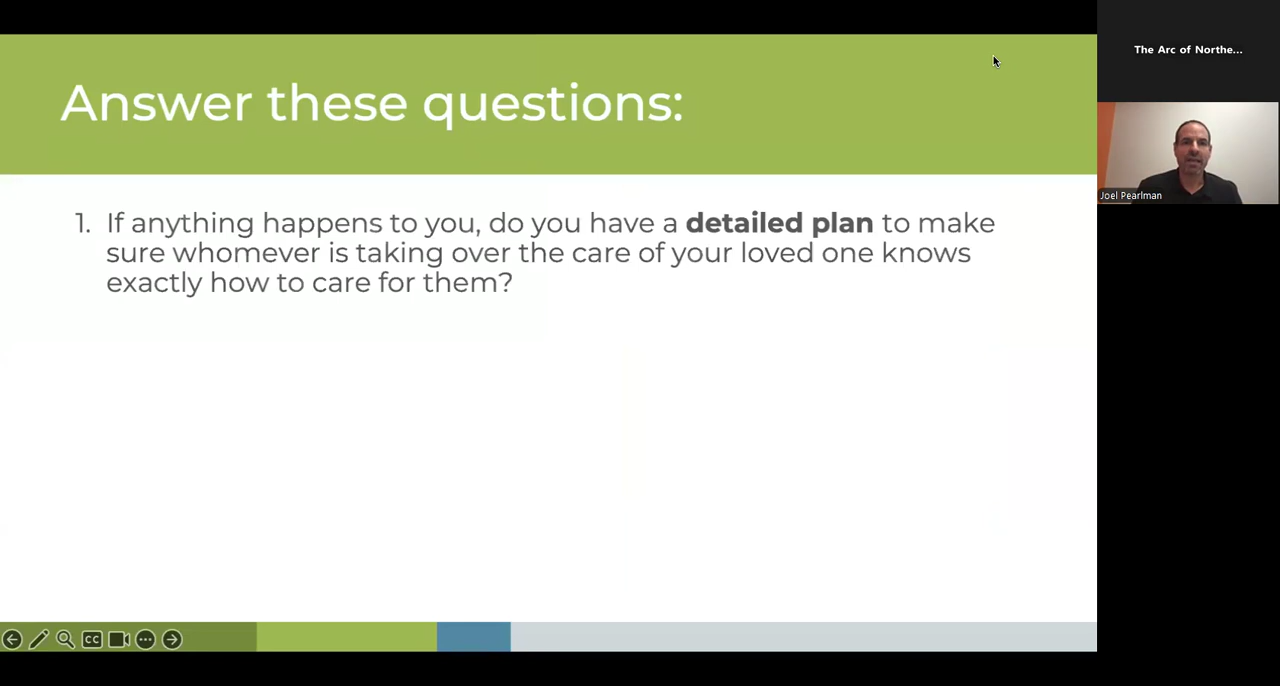 Answer these questions:
The Arc of Northe...
1. If anything happens to you, do you have a detailed plan to make
sure whomever is taking over the care of your loved one knows
exactly how to care for them?
Joel Pearlman
CC